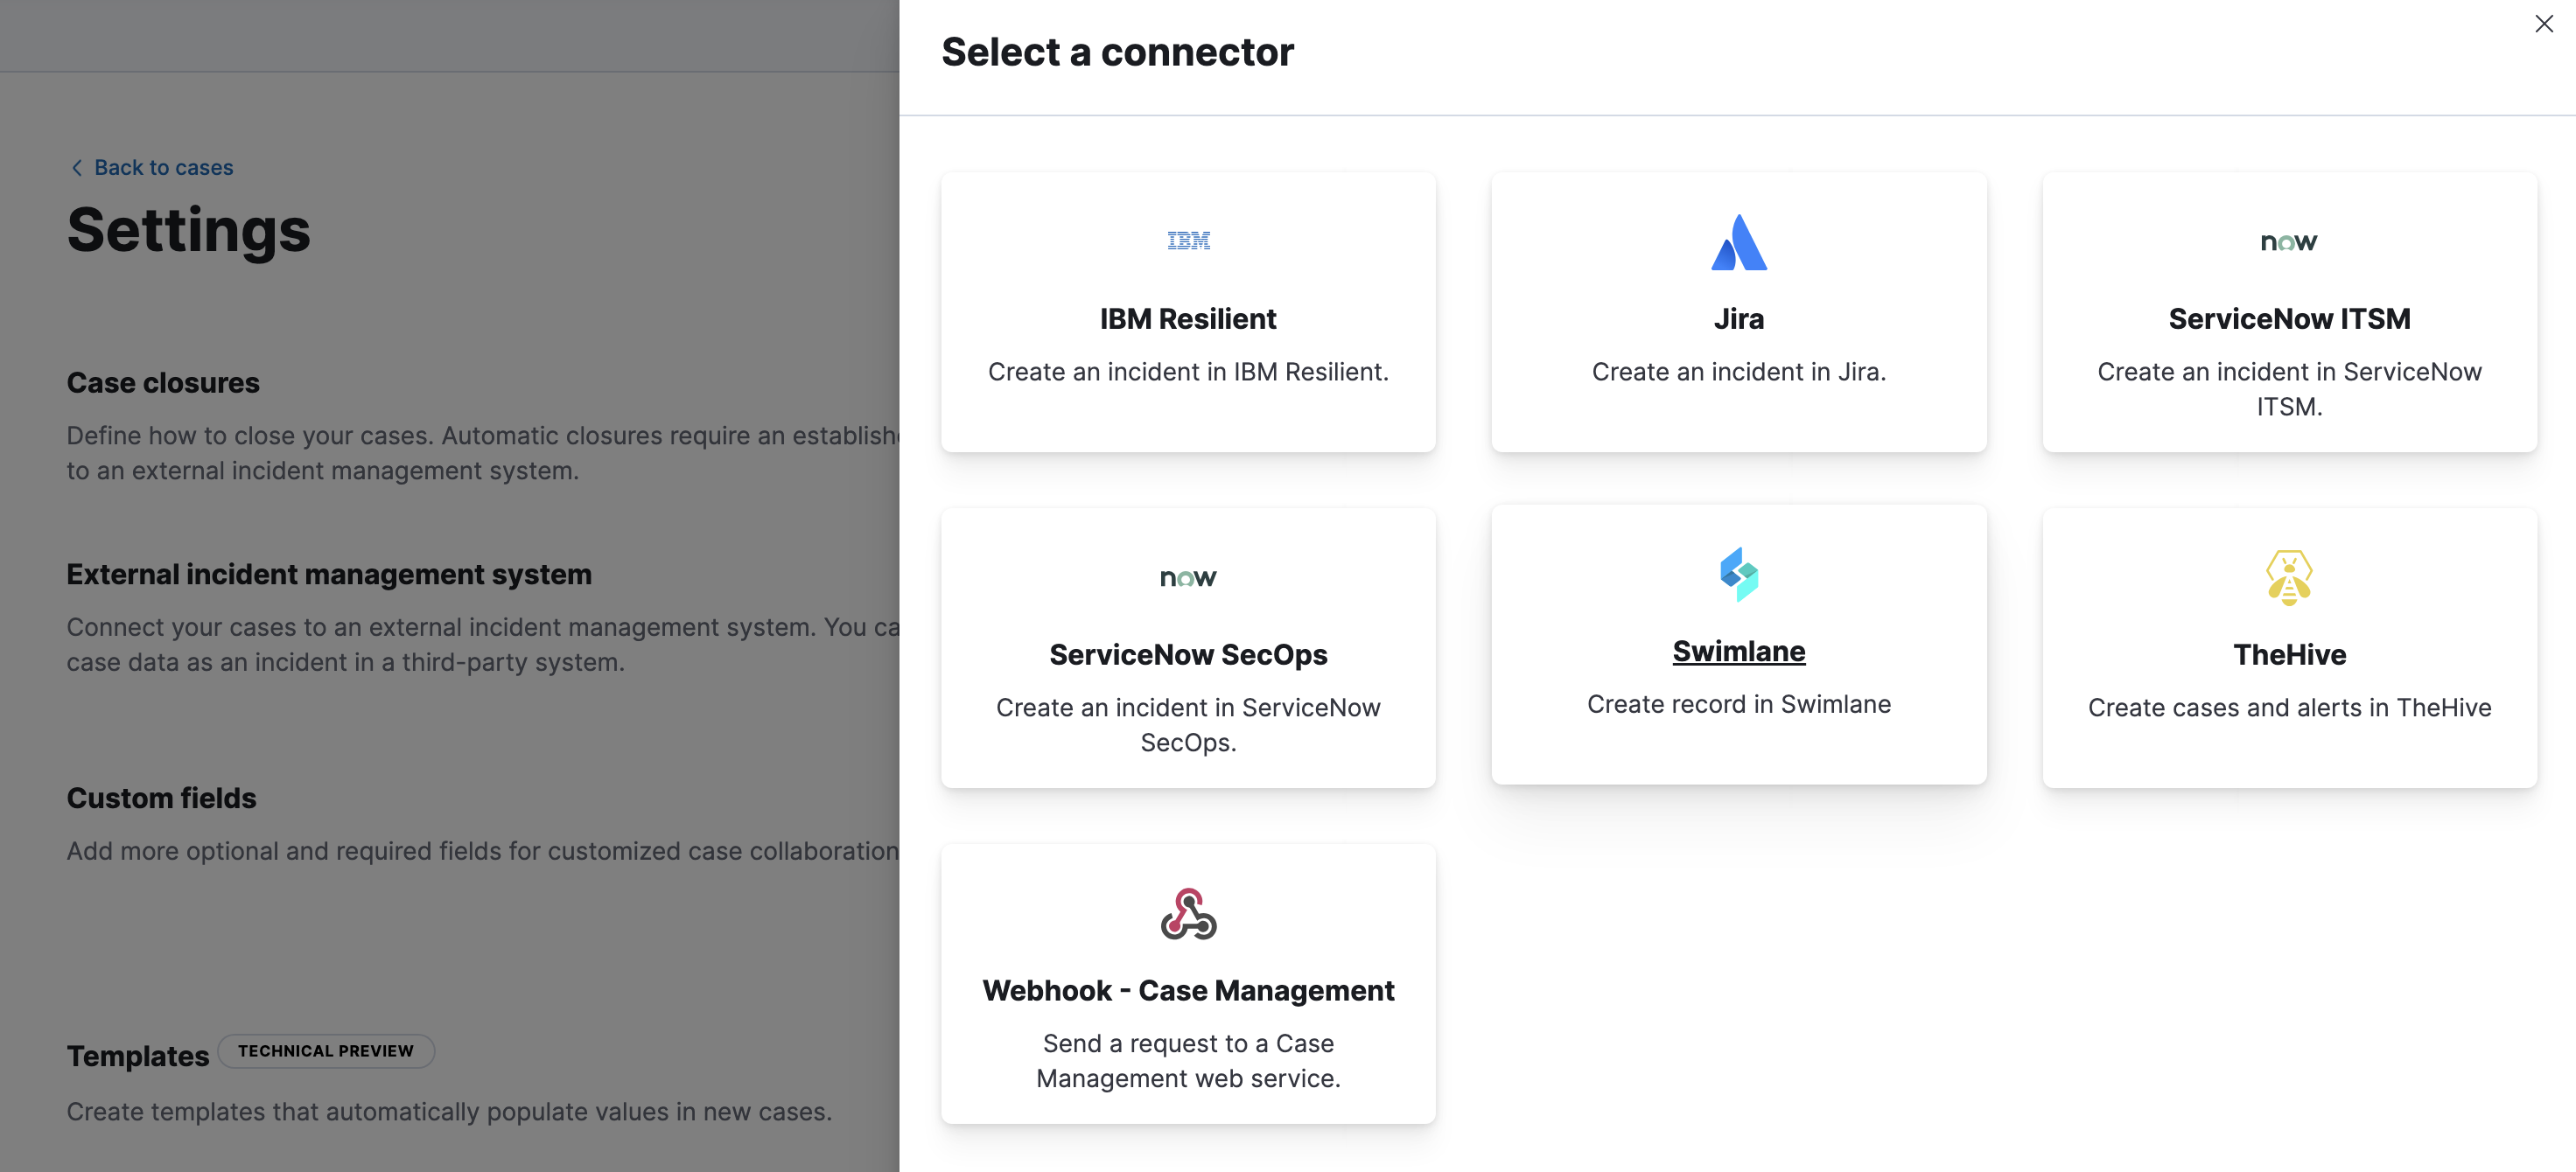 Back to cases
Settings
Case closures
Define how to close your cases. Automatic closures require an
to an external incident management system.
External incident management system
Connect your cases to an external incident management system. You
case data as an incident in a third-party system.
Custom fields
Add more optional and required fields for customized case collaboration
Templates TECHNICAL PREVIEW
Create templates that automatically populate values in new cases.
Select a connector
IBM
IBM Resilient
Create an incident in IBM Resilient.
Jira
Create an incident in Jira.
now
ServiceNow ITSM
Create an incident in ServiceNow
ITSM.
now
ServiceNow SecOps
Create an incident in ServiceNow
SecOps.
Swimlane
Create record in Swimlane
TheHive
Create cases and alerts in TheHive
Webhook - Case Management
Send a request to a Case
Management web service.